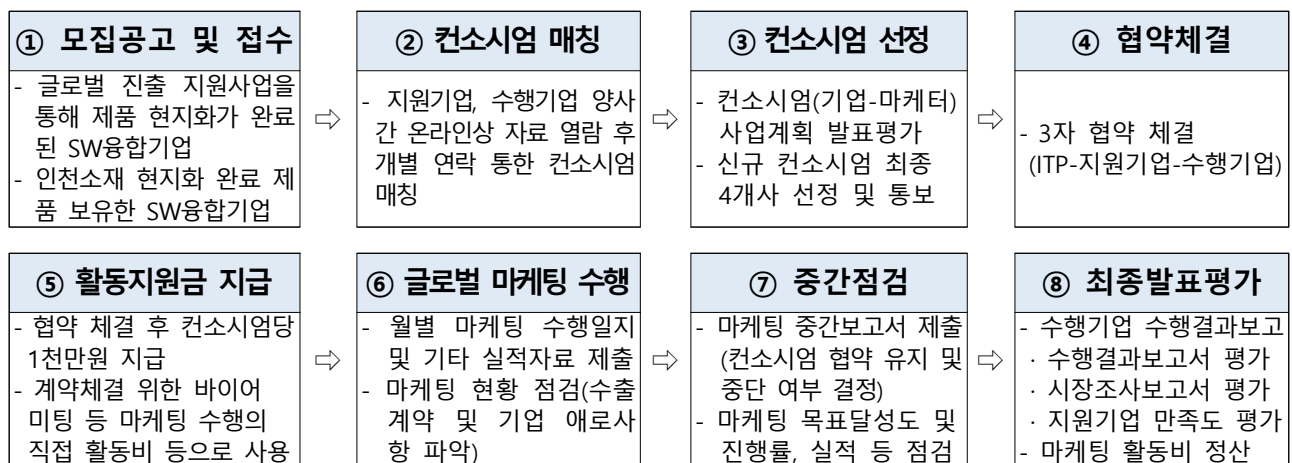 ① 모집공고 및 접수
- 글로벌 진출 지원사업을
통해 제품 현지화가 완료
된 SW융합기업
- 인천소재 현지화 완료 제
품 보유한 SW융합기업
⇨
② 컨소시엄 매칭
- 지원기업, 수행기업 양사
간 온라인상 자료 열람 후
개별 연락 통한 컨소시엄
매칭
⇨
③ 컨소시엄 선정
- 컨소시엄(기업-마케터)
사업계획 발표평가
- 신규 컨소시엄 최종
4개사 선정 및 통보
⇨
④ 협약체결
- 3자 협약 체결
(ITP-지원기업-수행기업)
⑤ 활동지원금 지급
- 협약 체결 후 컨소시엄당
1천만원 지급
- 계약체결 위한 바이어
미팅 등 마케팅 수행의
직접 활동비 등으로 사용
⇨
⑥ 글로벌 마케팅 수행
- 월별 마케팅 수행일지
및 기타 실적자료 제출
- 마케팅 현황 점검(수출
계약 및 기업 애로사
항 파악)
⇨
⑦ 중간점검
- 마케팅 중간보고서 제출
(컨소시엄 협약 유지 및
중단 여부 결정)
- 마케팅 목표달성도 및
진행률, 실적 등 점검
⇨
⑧ 최종발표평가
- 수행기업 수행결과보고
· 수행결과보고서 평가
· 시장조사보고서 평가
· 지원기업 만족도 평가
- 마케팅 활동비 정산